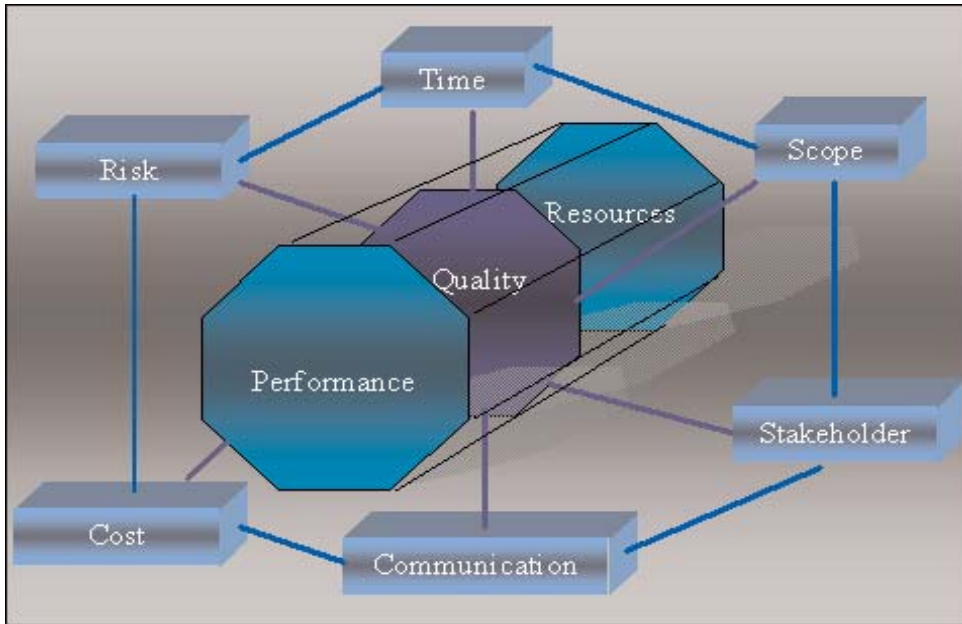 Time
Risk
Scope
Resources
Quality
Performance
Stakeholder
Cost
Communication